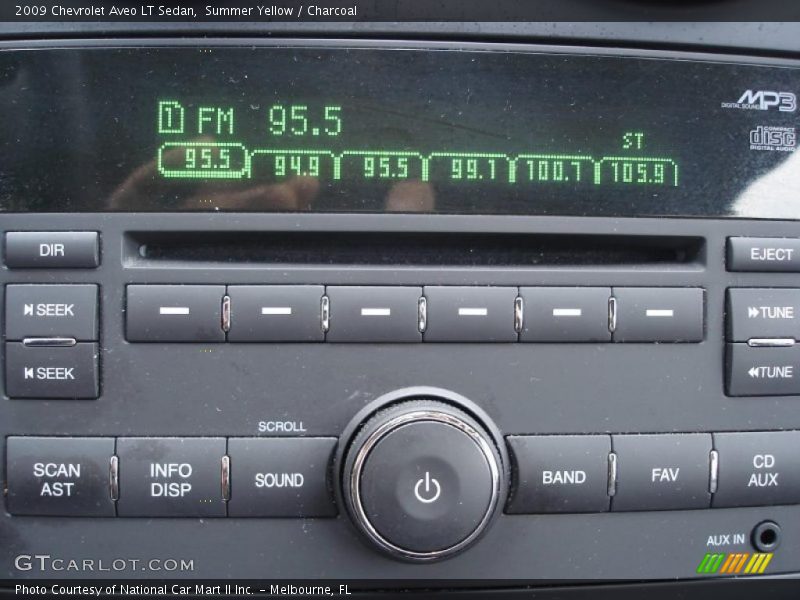 2009 Chevrolet Aveo LT Sedan, Summer Yellow / Charcoal
1 FM 95.5
ST
95.5 94.9 95.5 99.1 100.7 105.9
MP3
DIGITAL SOUND
COMPACT
disc
DIGITAL AUDIO
DIR
EJECT
SEEK
TUNE
SEEK
TUNE
SCROLL
SCAN AST
INFO DISP
SOUND
BAND
FAV
CD AUX
AUX IN
GTCARLOT.COM
Photo Courtesy of National Car Mart II Inc. - Melbourne, FL